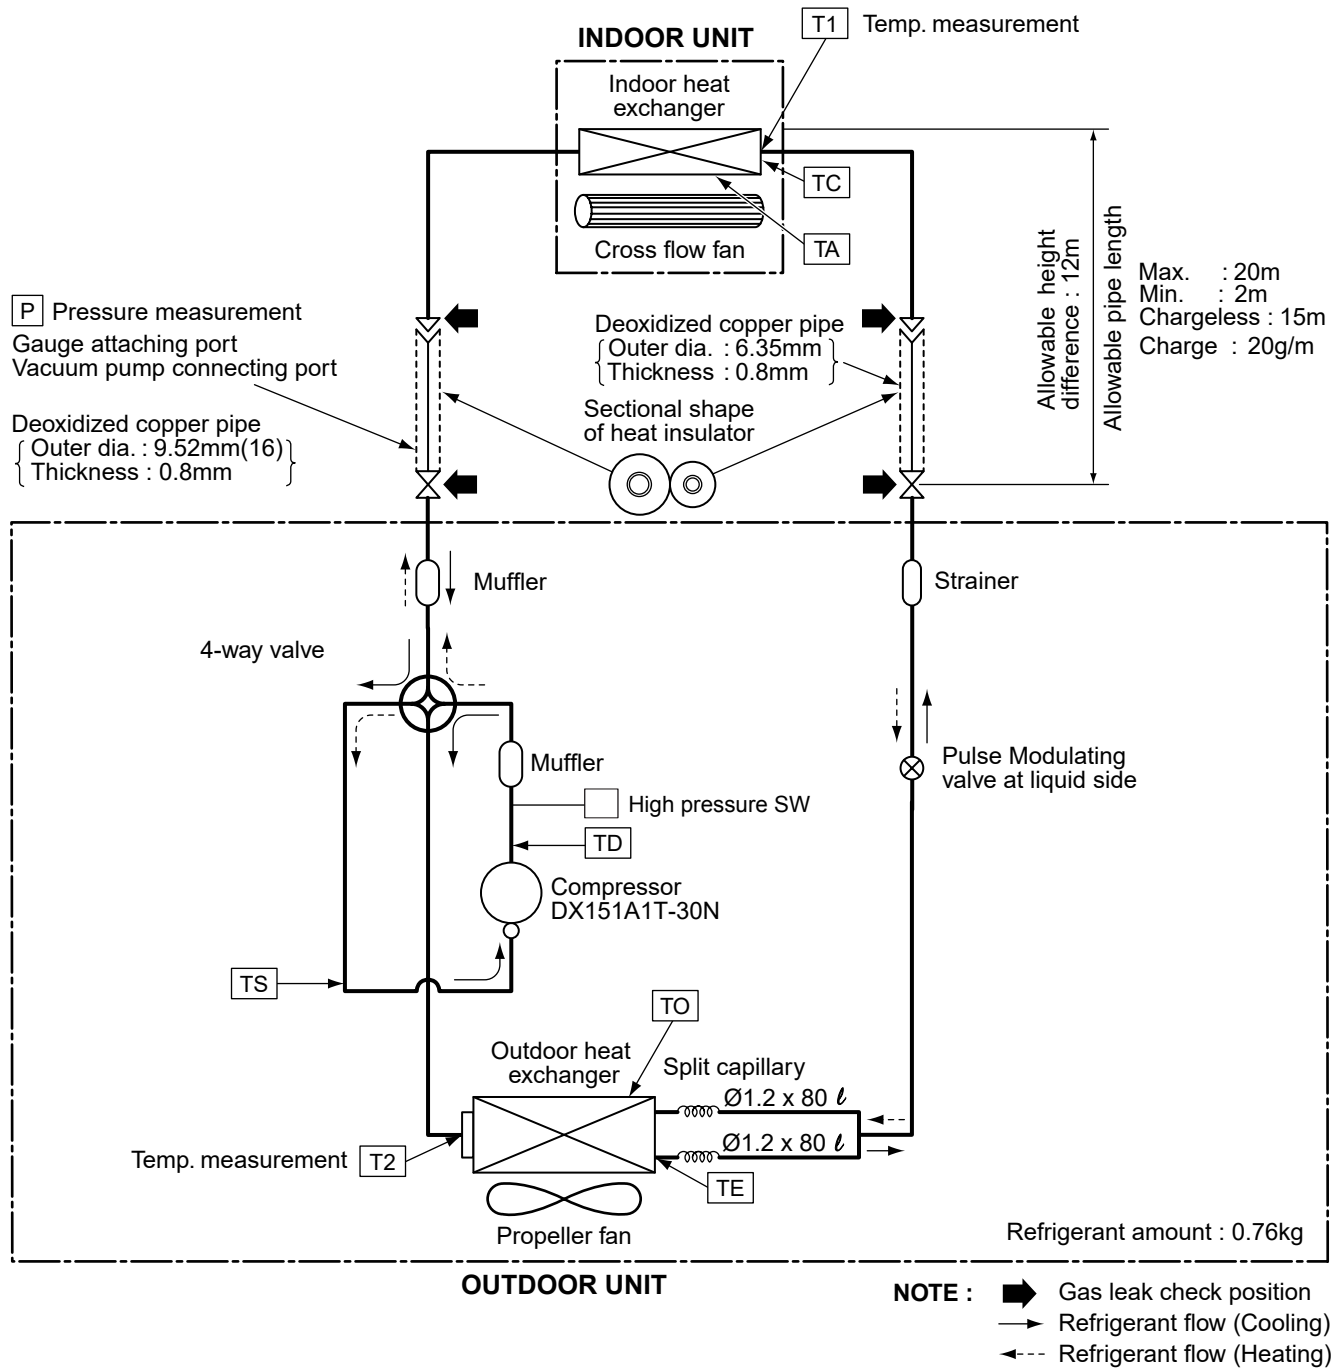 INDOOR UNIT
T1 Temp. measurement
Indoor heat
exchanger
TC
Cross flow fan
TA
Allowable height
difference : 12m
Allowable pipe length
Max. : 20m
Min. : 2m
Chargeless : 15m
Charge : 20g/m
P Pressure measurement
Gauge attaching port
Vacuum pump connecting port
Deoxidized copper pipe
Outer dia. : 9.52mm(16)
Thickness : 0.8mm
Deoxidized copper pipe
Outer dia. : 6.35mm
Thickness : 0.8mm
Sectional shape
of heat insulator
Muffler
Strainer
4-way valve
Muffler
Pulse Modulating
valve at liquid side
High pressure SW
TD
Compressor
DX151A1T-30N
TS
TO
Outdoor heat
exchanger
Split capillary
Ø1.2 x 80 ℓ
Ø1.2 x 80 ℓ
Temp. measurement T2
TE
Propeller fan
Refrigerant amount : 0.76kg
OUTDOOR UNIT
NOTE : Gas leak check position
Refrigerant flow (Cooling)
Refrigerant flow (Heating)